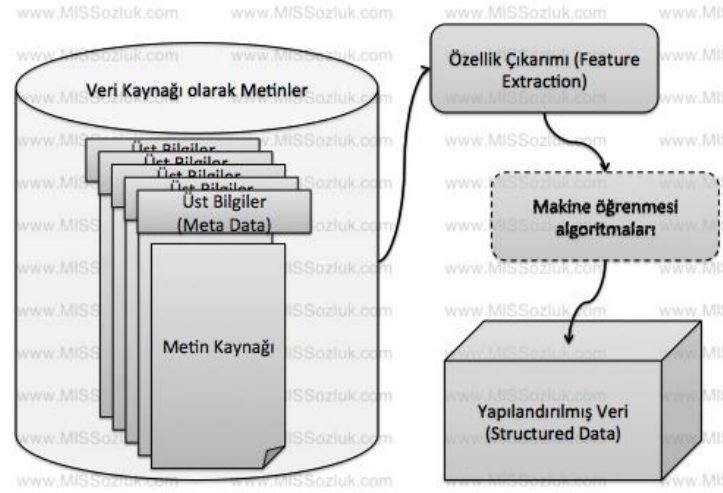 www.MISSozluk.com
Veri Kaynağı olarak Metinler
Üst Bilgiler
Üst Bilgiler
Üst Bilgiler
Üst Bilgiler
Üst Bilgiler
(Meta Data)
Metin Kaynağı
Özellik Çıkarımı (Feature
Extraction)
Makine öğrenmesi
algoritmaları
Yapılandırılmış Veri
(Structured Data)